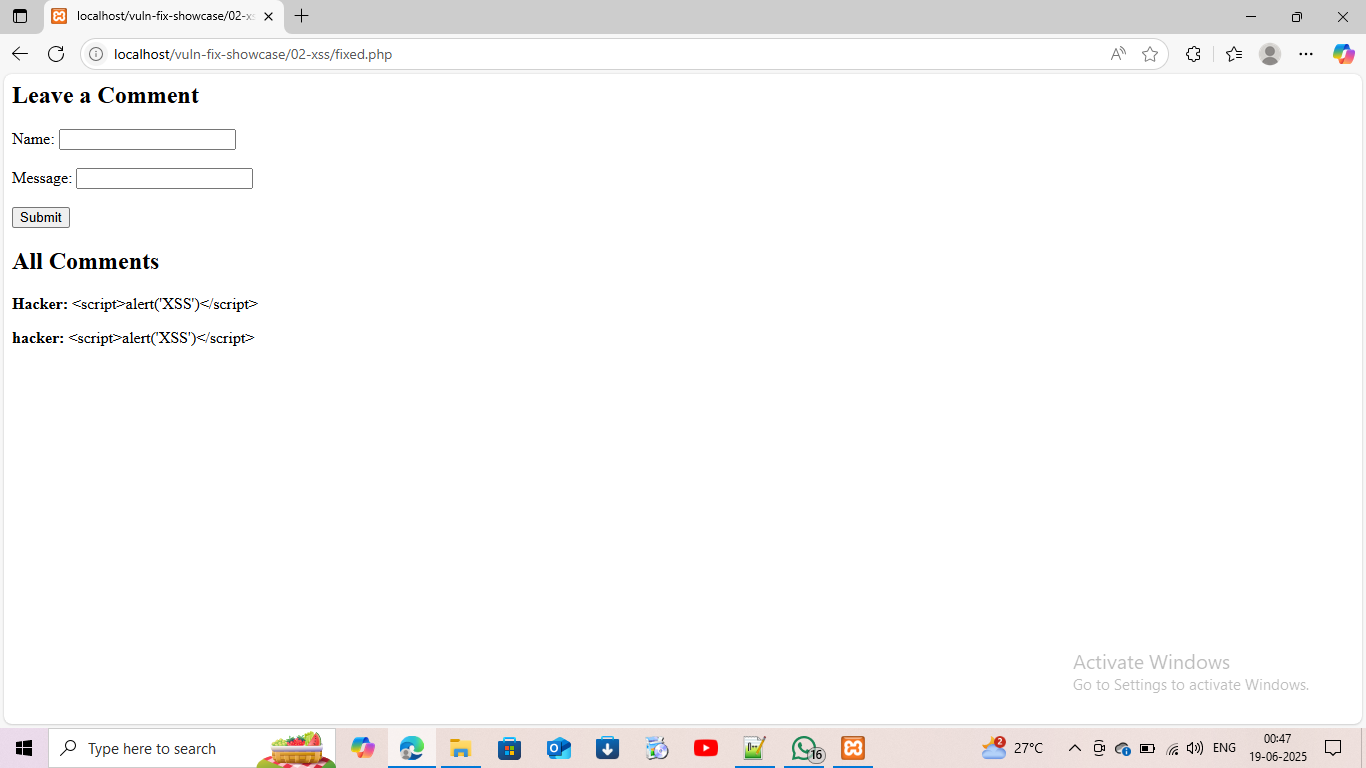 localhost/vuln-fix-showcase/02-xs
localhost/vuln-fix-showcase/02-xss/fixed.php
Leave a Comment
Name:
Message:
Submit
All Comments
Hacker: <script>alert('XSS')</script>
hacker: <script>alert('XSS')</script>
Activate Windows
Go to Settings to activate Windows.
Type here to search
16
2
27°C
ENG
00:47
19-06-2025